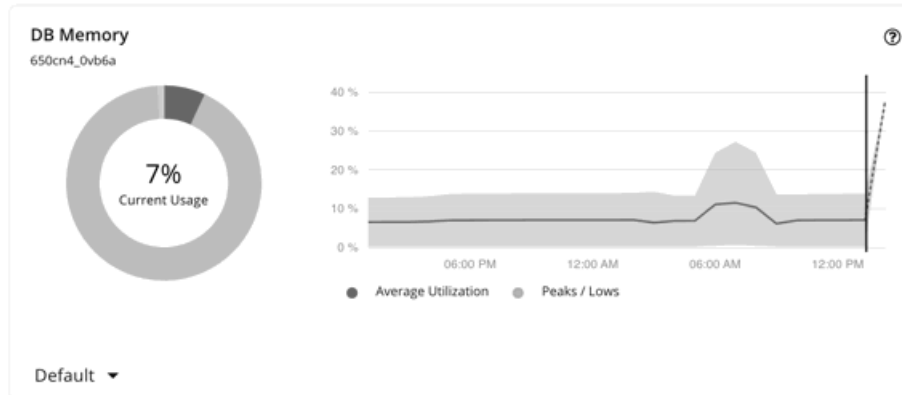 DB Memory
650cn4_0vb6a
7%
Current Usage
40 %
30 %
20 %
10 %
0 %
06:00 PM 12:00 AM 06:00 AM 12:00 PM
Average Utilization Peaks / Lows
Default